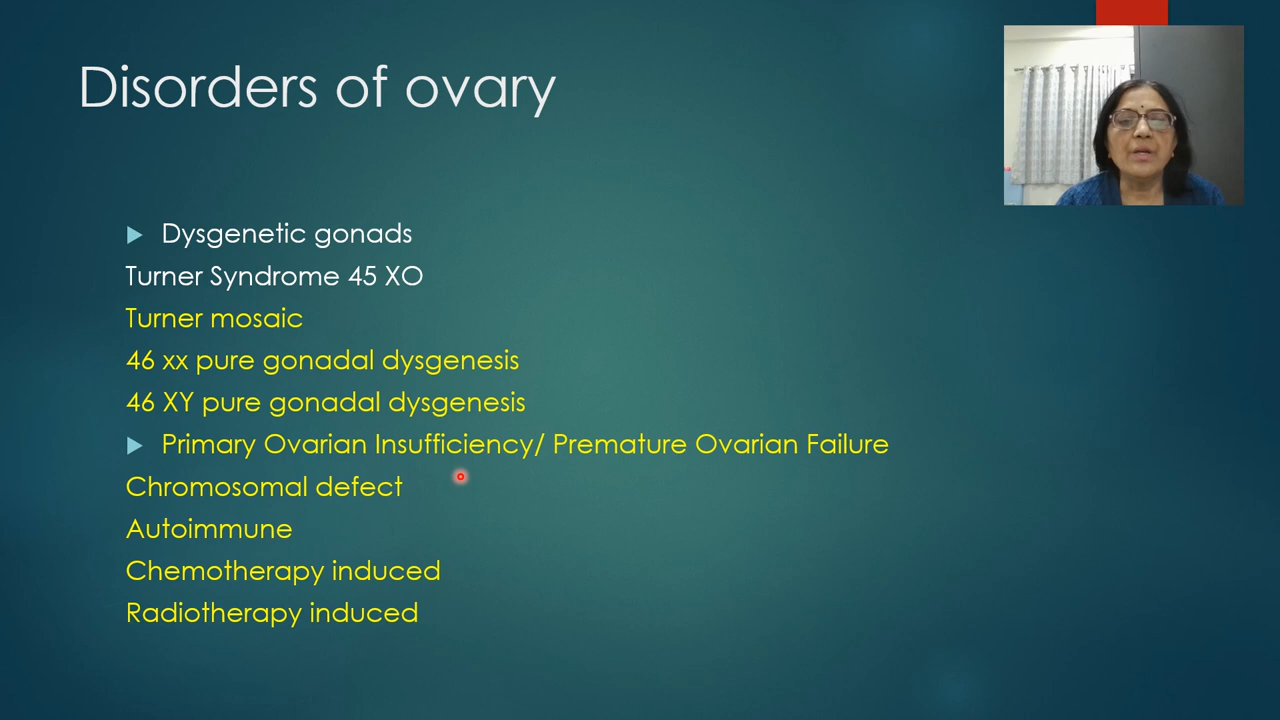 Disorders of ovary
Dysgenetic gonads
Turner Syndrome 45 XO
Turner mosaic
46 xx pure gonadal dysgenesis
46 XY pure gonadal dysgenesis
Primary Ovarian Insufficiency/ Premature Ovarian Failure
Chromosomal defect
Autoimmune
Chemotherapy induced
Radiotherapy induced